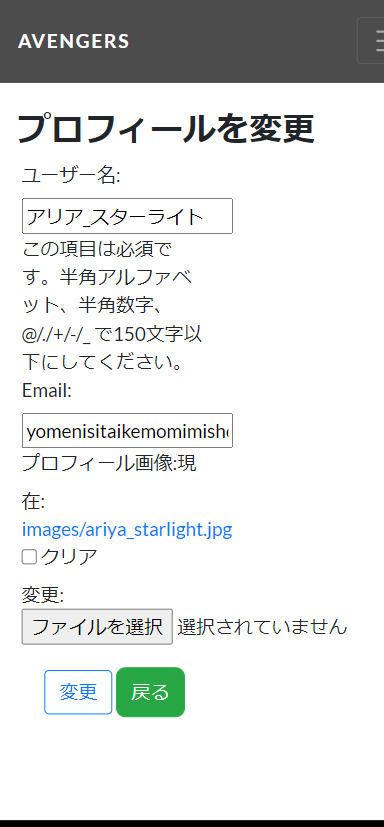 AVENGERS
プロフィールを変更
ユーザー名:
アリア_スターライト
この項目は必須で
す。半角アルファベ
ット、半角数字、
@/./+/-/_ で150文字以
下にしてください。
Email:
yomenisitaikemomimish
プロフィール画像:現
在:
images/ariya_starlight.jpg
クリア
変更:
ファイルを選択 選択されていません
変更 戻る